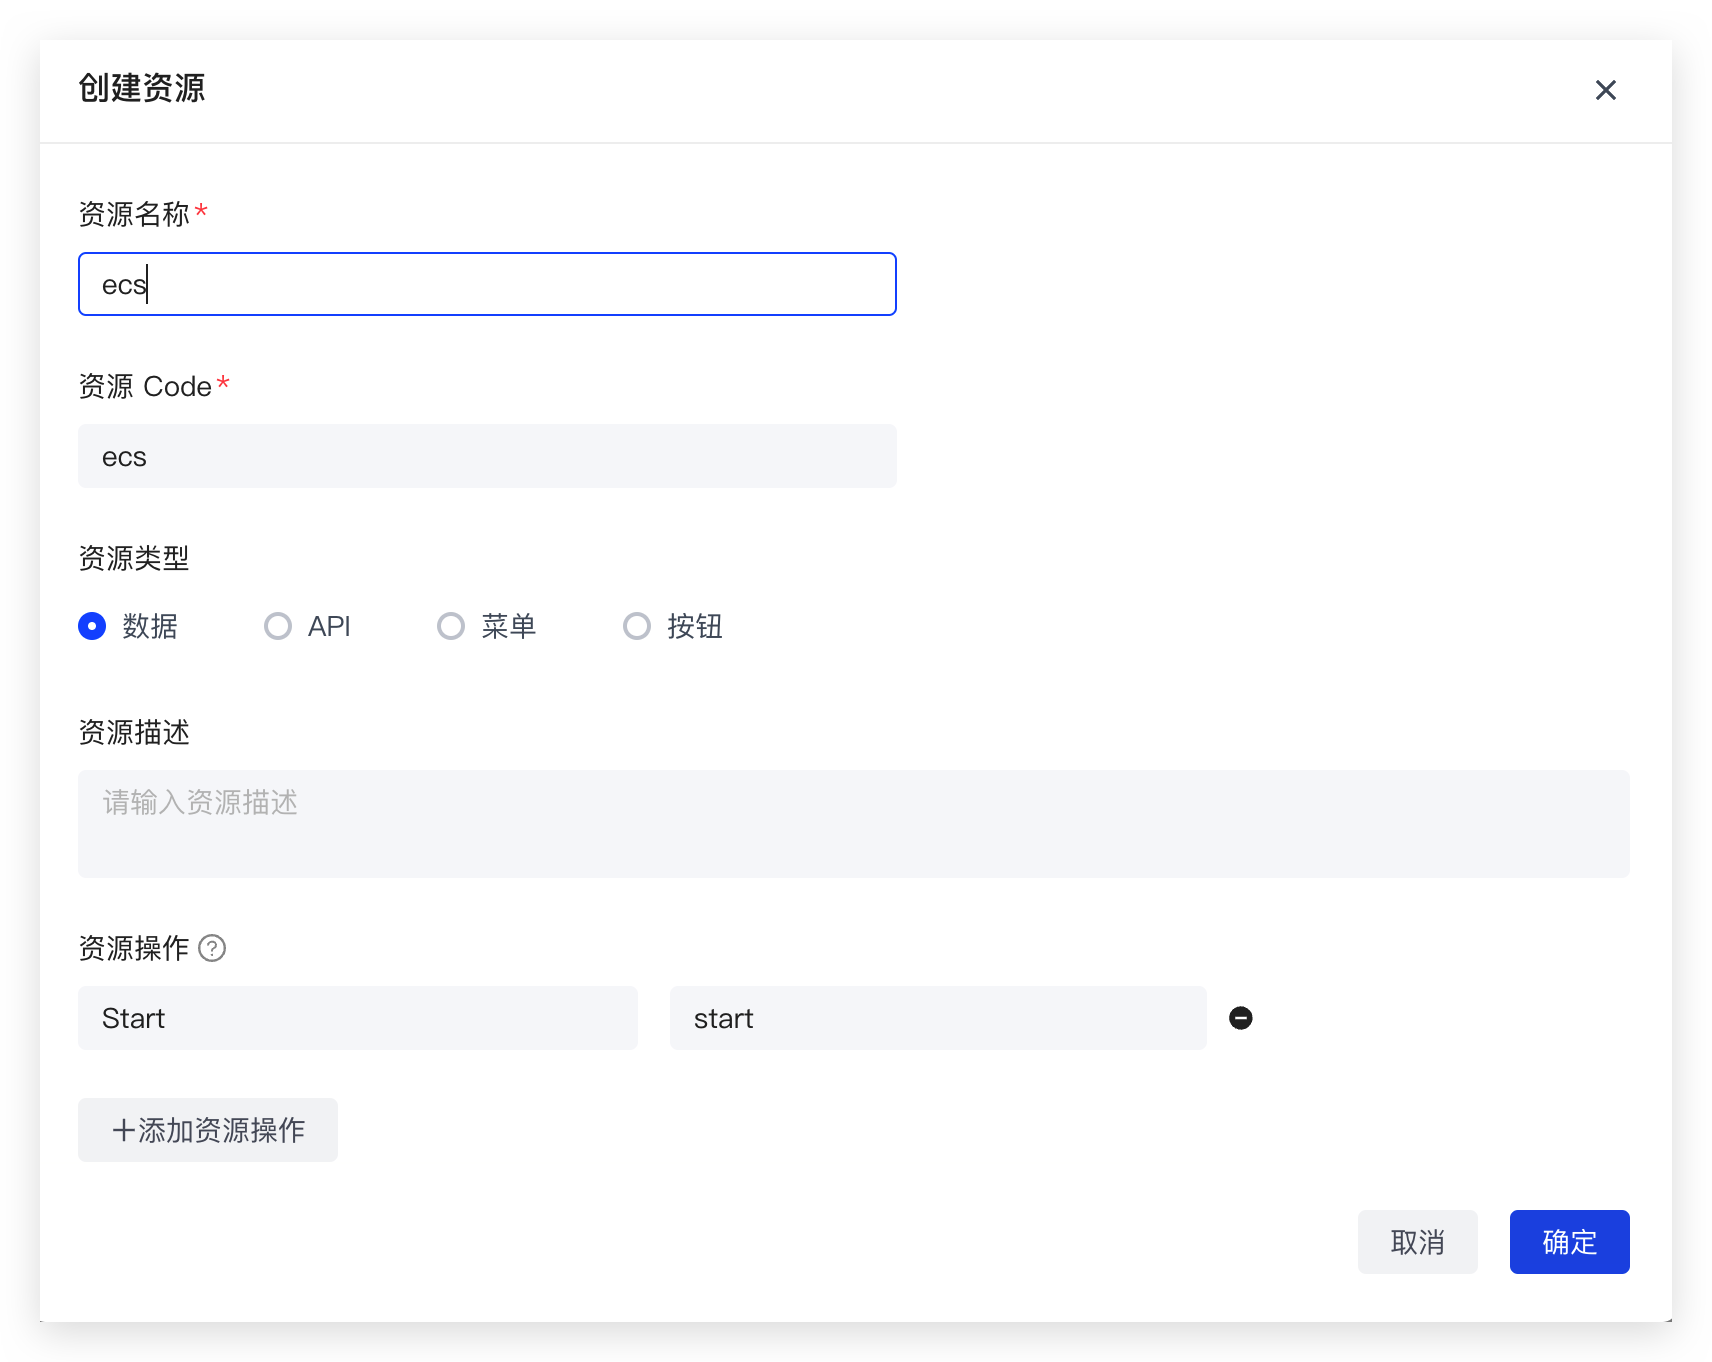 创建资源
资源名称*
ecs
资源 Code*
ecs
资源类型
数据 API 菜单 按钮
资源描述
请输入资源描述
资源操作 ?
Start start
+添加资源操作
取消 确定